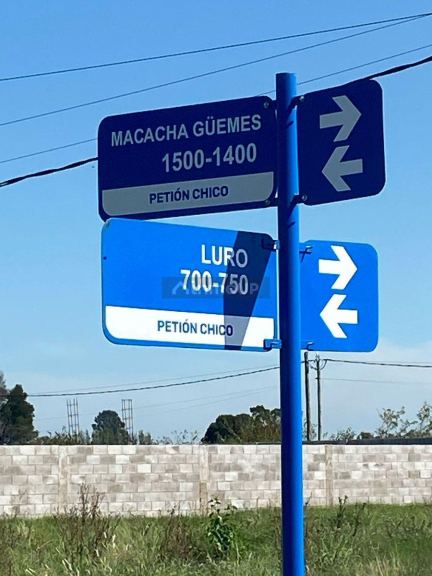 MACACHA GÜEMES
1500-1400
PETIÓN CHICO
LURO
700-750
PETIÓN CHICO